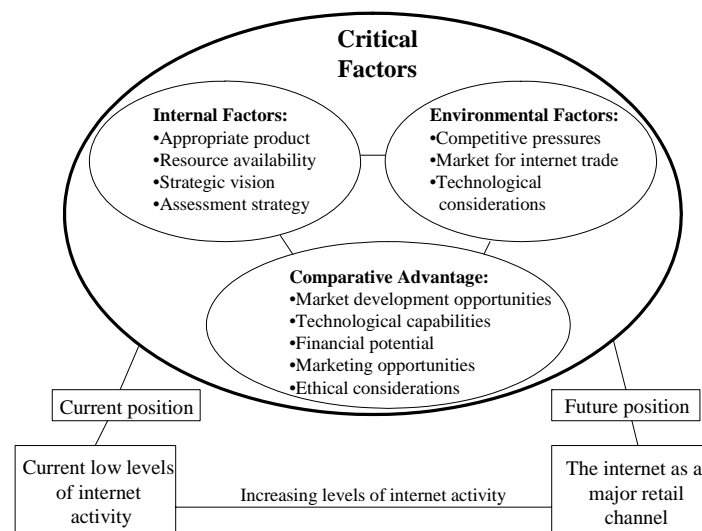 Critical
Factors
Internal Factors:
•Appropriate product
•Resource availability
•Strategic vision
•Assessment strategy
Environmental Factors:
•Competitive pressures
•Market for internet trade
•Technological
considerations
Comparative Advantage:
•Market development opportunities
•Technological capabilities
•Financial potential
•Marketing opportunities
•Ethical considerations
Current position
Future position
Current low levels
of internet
activity
Increasing levels of internet activity
The internet as a
major retail
channel